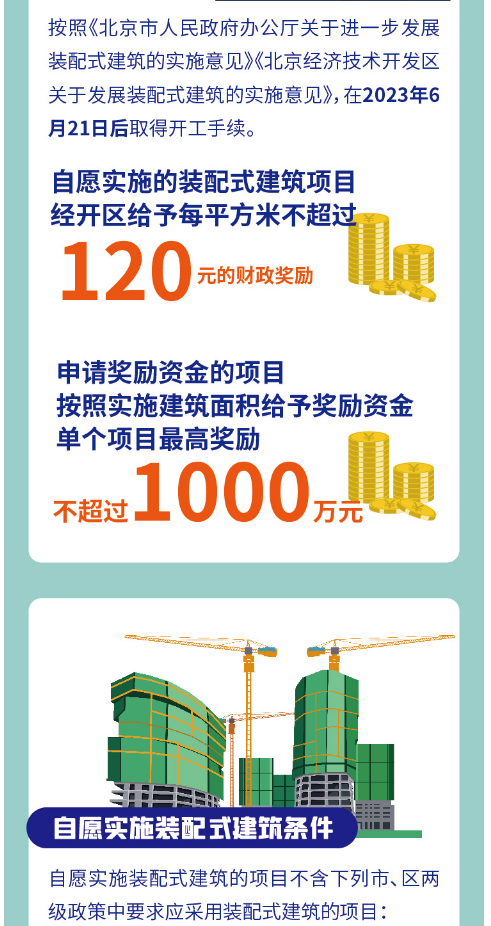 按照《北京市人民政府办公厅关于进一步发展
装配式建筑的实施意见》《北京经济技术开发区
关于发展装配式建筑的实施意见》，在2023年6
月21日后取得开工手续。
自愿实施的装配式建筑项目
经开区给予每平方米不超过
120元的财政奖励
申请奖励资金的项目
按照实施建筑面积给予奖励资金
单个项目最高奖励
不超过1000万元
自愿实施装配式建筑条件
自愿实施装配式建筑的项目不含下列市、区两
级政策中要求应采用装配式建筑的项目：